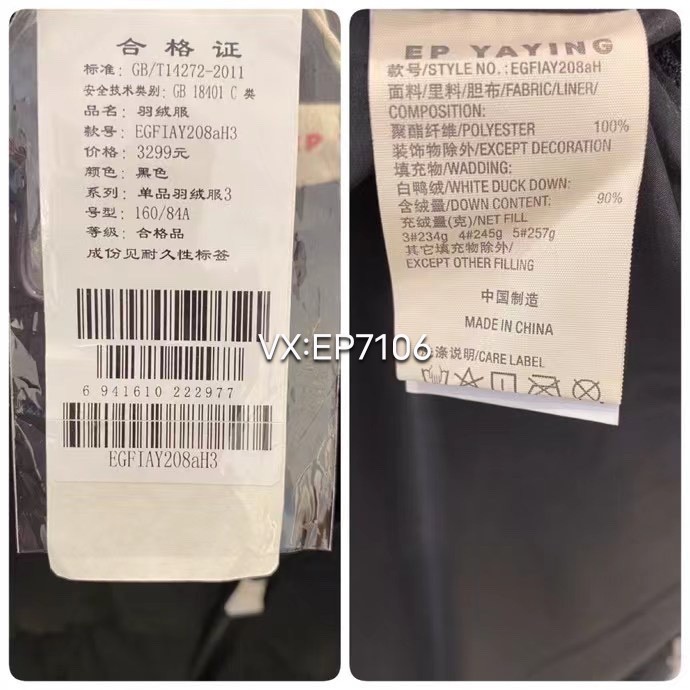 合格证
标准: GB/T14272-2011
安全技术类别: GB 18401 C 类
品名: 羽绒服
款号: EGFIAY208aH3
价格: 3299元
颜色: 黑色
系列: 单品羽绒服3
号型: 160/84A
等级: 合格品
成份见耐久性标签
6 941610 222977
EGFIAY208aH3
EP
EP YAYING
款号/STYLE NO.:EGFIAY208aH
面料/里料/胆布/FABRIC/LINER/
COMPOSITION:
聚酯纤维/POLYESTER 100%
装饰物除外/EXCEPT DECORATION
填充物/WADDING:
白鸭绒/WHITE DUCK DOWN:
含绒量/DOWN CONTENT: 90%
充绒量(克)/NET FILL
3#234g 4#245g 5#257g
其它填充物除外/
EXCEPT OTHER FILLING
中国制造
MADE IN CHINA
涤说明/CARE LABEL
VX:EP7106